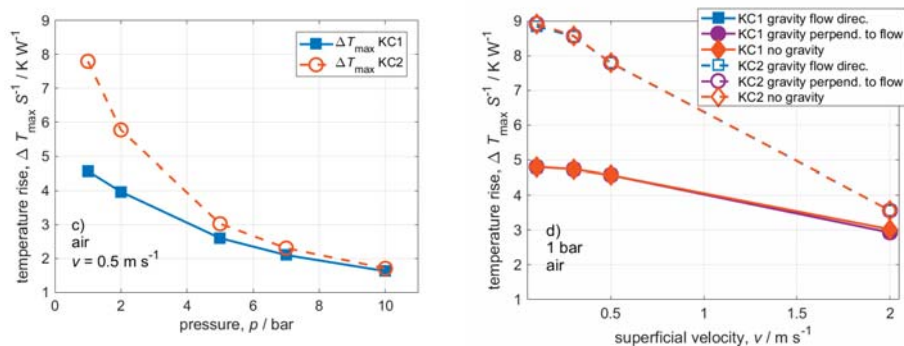 c)
temperature rise, Δ T_max S⁻¹ / K W⁻¹
9
8
7
6
5
4
3
2
1
Δ T_max KC1
Δ T_max KC2
c)
air
v = 0.5 m s⁻¹
0 2 4 6 8 10
pressure, p / bar
d)
temperature rise, Δ T_max S⁻¹ / K W⁻¹
9
8
7
6
5
4
3
2
1
KC1 gravity flow direc.
KC1 gravity perpend. to flow
KC1 no gravity
KC2 gravity flow direc.
KC2 gravity perpend. to flow
KC2 no gravity
d)
1 bar
air
0.5 1 1.5 2
superficial velocity, v / m s⁻¹